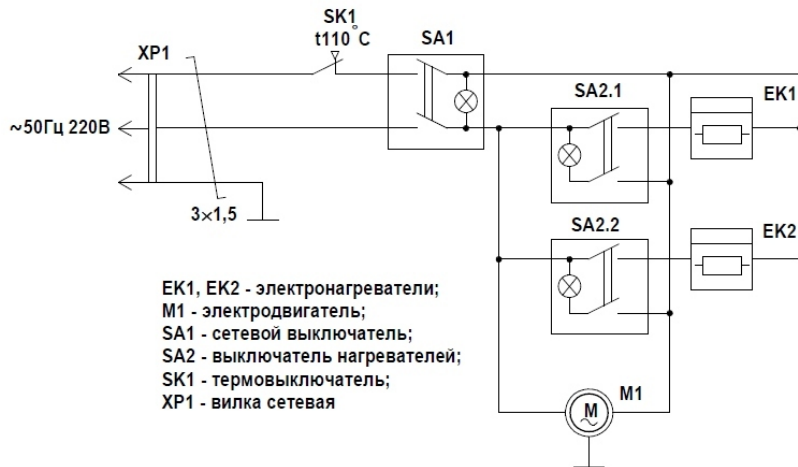 SK1
t110°C
SA1
XP1
SA2.1
EK1
~50Гц 220В
3×1,5
SA2.2
EK2
EK1, EK2 - электронагреватели;
M1 - электродвигатель;
SA1 - сетевой выключатель;
SA2 - выключатель нагревателей;
SK1 - термовыключатель;
XP1 - вилка сетевая
M1
M
~